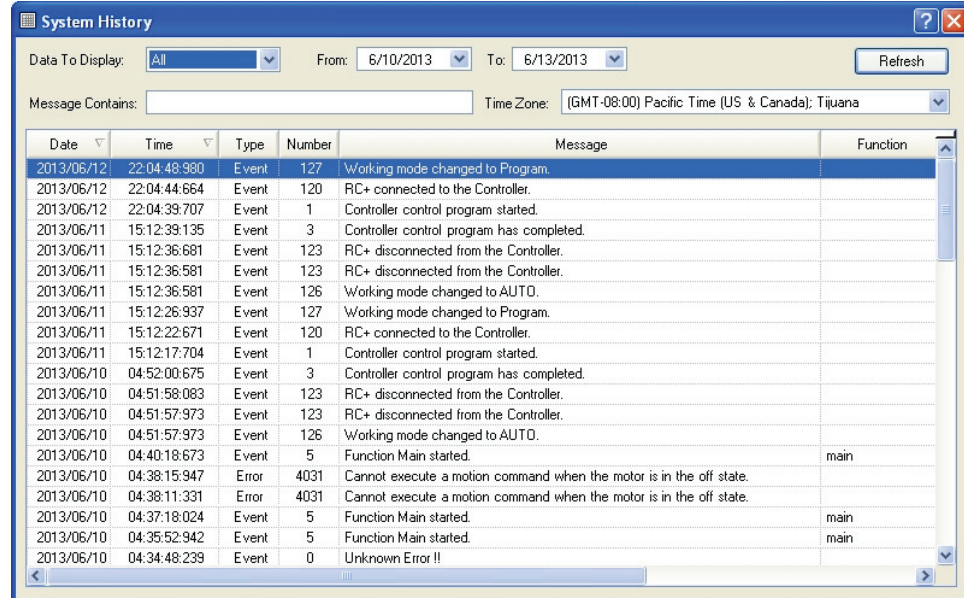 System History
Data To Display: All From: 6/10/2013 To: 6/13/2013 Refresh
Message Contains: Time Zone: (GMT-08:00) Pacific Time (US & Canada); Tijuana
Date Time Type Number Message Function
2013/06/12 22:04:48:980 Event 127 Working mode changed to Program.
2013/06/12 22:04:44:664 Event 120 RC+ connected to the Controller.
2013/06/12 22:04:39:707 Event 1 Controller control program started.
2013/06/11 15:12:39:135 Event 3 Controller control program has completed.
2013/06/11 15:12:36:681 Event 123 RC+ disconnected from the Controller.
2013/06/11 15:12:36:581 Event 123 RC+ disconnected from the Controller.
2013/06/11 15:12:36:581 Event 126 Working mode changed to AUTO.
2013/06/11 15:12:26:937 Event 127 Working mode changed to Program.
2013/06/11 15:12:22:671 Event 120 RC+ connected to the Controller.
2013/06/11 15:12:17:704 Event 1 Controller control program started.
2013/06/10 04:52:00:675 Event 3 Controller control program has completed.
2013/06/10 04:51:58:083 Event 123 RC+ disconnected from the Controller.
2013/06/10 04:51:57:973 Event 123 RC+ disconnected from the Controller.
2013/06/10 04:51:57:973 Event 126 Working mode changed to AUTO.
2013/06/10 04:40:18:673 Event 5 Function Main started. main
2013/06/10 04:38:15:947 Error 4031 Cannot execute a motion command when the motor is in the off state.
2013/06/10 04:38:11:331 Error 4031 Cannot execute a motion command when the motor is in the off state.
2013/06/10 04:37:18:024 Event 5 Function Main started. main
2013/06/10 04:35:52:942 Event 5 Function Main started. main
2013/06/10 04:34:48:239 Event 0 Unknown Error !!